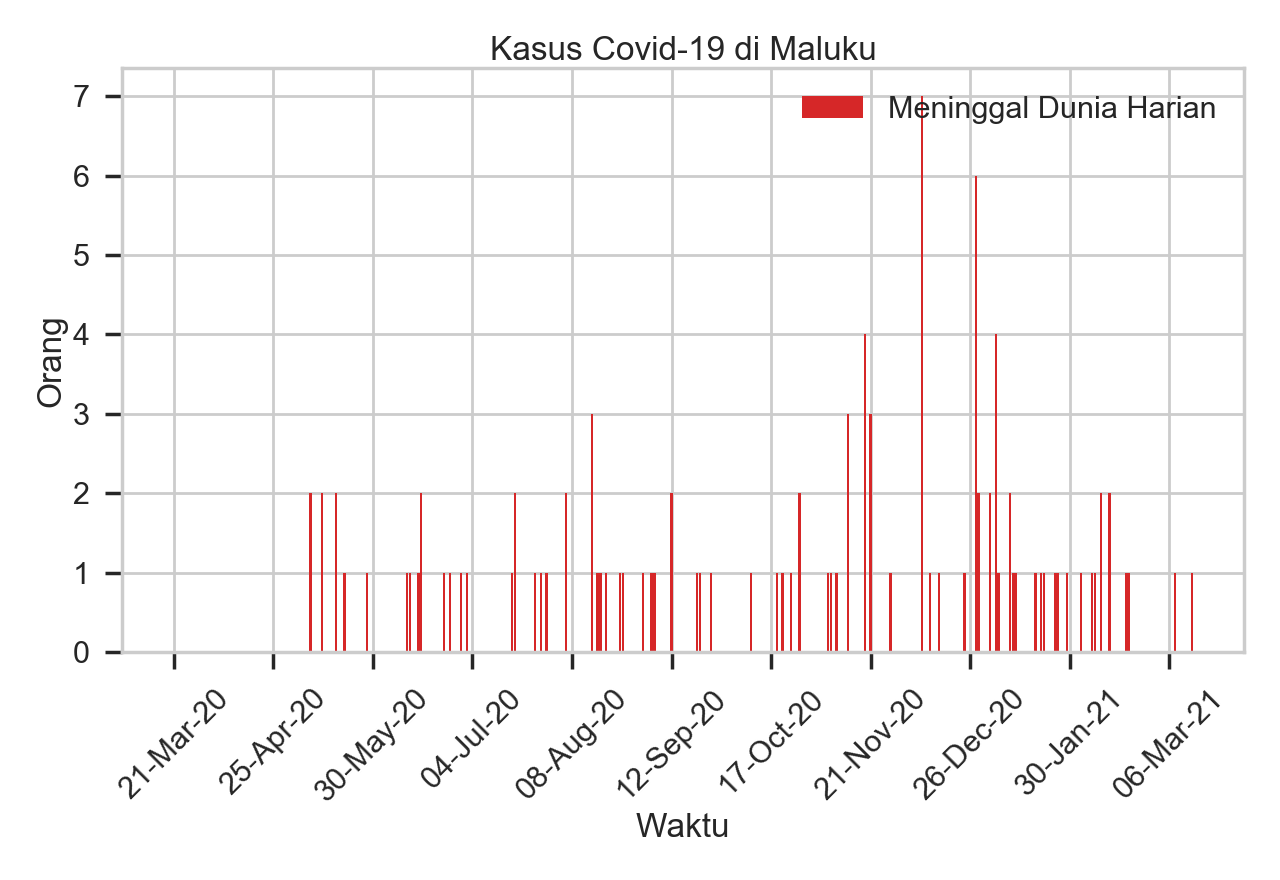 Kasus Covid-19 di Maluku
Meninggal Dunia Harian
Orang
7
6
5
4
3
2
1
0
21-Mar-20
25-Apr-20
30-May-20
04-Jul-20
08-Aug-20
12-Sep-20
17-Oct-20
21-Nov-20
26-Dec-20
30-Jan-21
06-Mar-21
Waktu